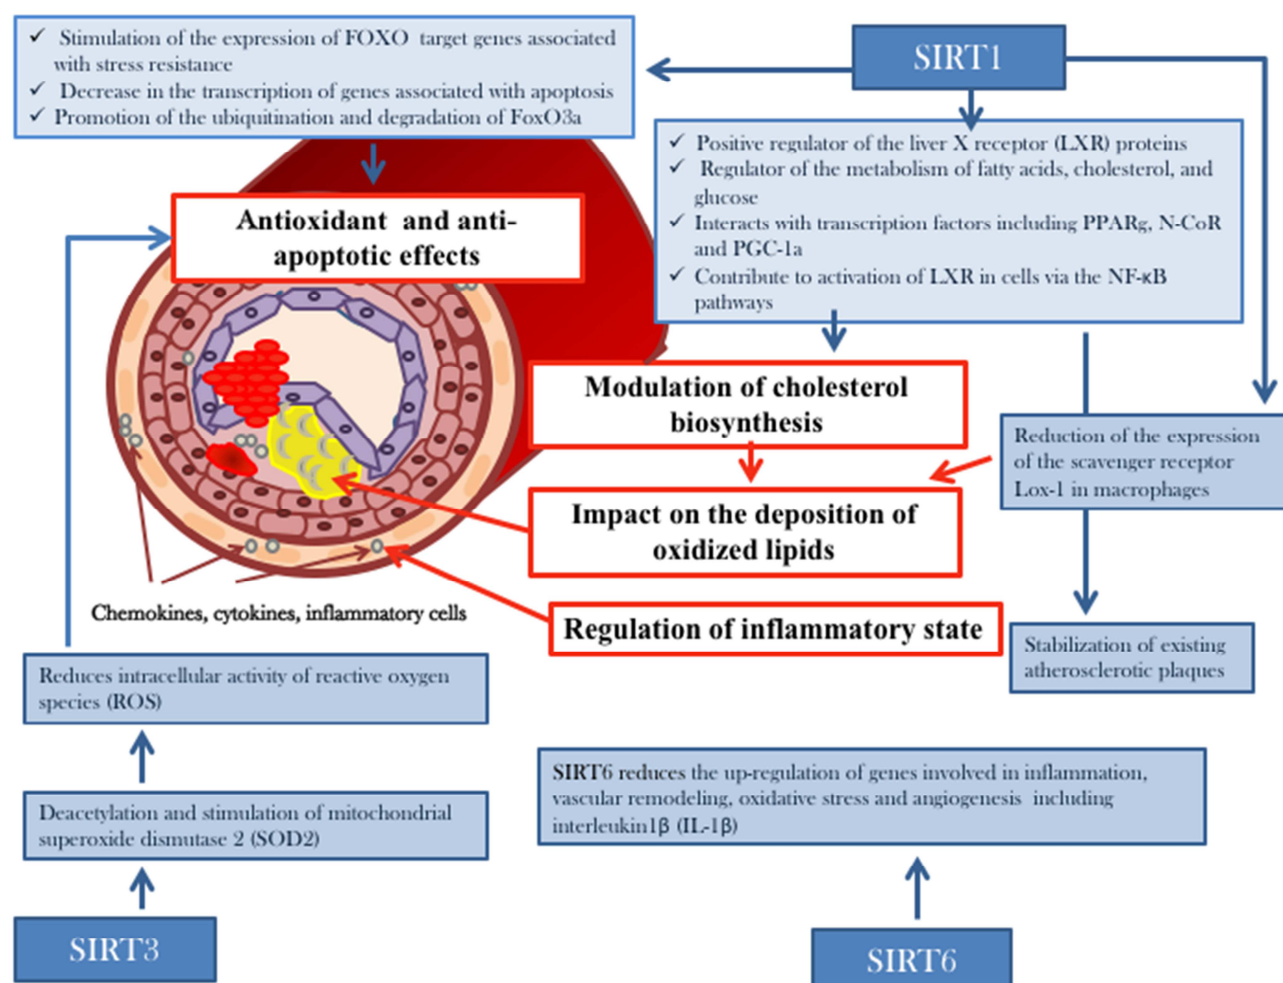 ✓ Stimulation of the expression of FOXO target genes associated
with stress resistance
✓ Decrease in the transcription of genes associated with apoptosis
✓ Promotion of the ubiquitination and degradation of FoxO3a
SIRT1
✓ Positive regulator of the liver X receptor (LXR) proteins
✓ Regulator of the metabolism of fatty acids, cholesterol, and
glucose
✓ Interacts with transcription factors including PPARg, N-CoR
and PGC-1a
✓ Contribute to activation of LXR in cells via the NF-κB
pathways
Antioxidant and anti-
apoptotic effects
Modulation of cholesterol
biosynthesis
Reduction of the expression
of the scavenger receptor
Lox-1 in macrophages
Impact on the deposition of
oxidized lipids
Chemokines, cytokines, inflammatory cells
Regulation of inflammatory state
Stabilization of existing
atherosclerotic plaques
Reduces intracellular activity of reactive oxygen
species (ROS)
Deacetylation and stimulation of mitochondrial
superoxide dismutase 2 (SOD2)
SIRT3
SIRT6 reduces the up-regulation of genes involved in inflammation,
vascular remodeling, oxidative stress and angiogenesis including
interleukin1β (IL-1β)
SIRT6